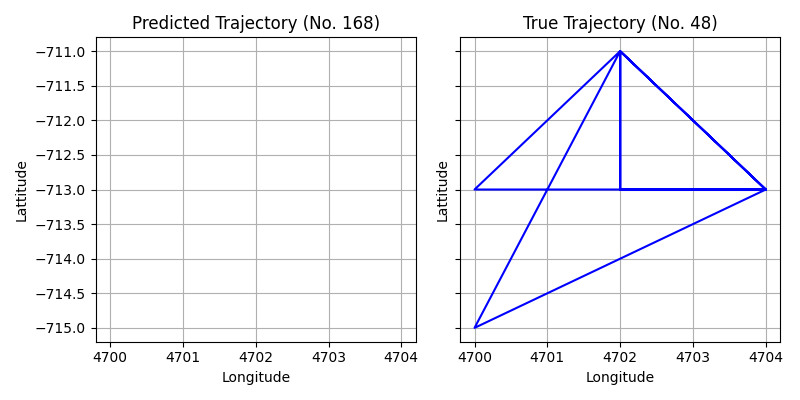 Predicted Trajectory (No. 168)
True Trajectory (No. 48)
Lattitude
−711.0
−711.5
−712.0
−712.5
−713.0
−713.5
−714.0
−714.5
−715.0
4700 4701 4702 4703 4704
Longitude
Lattitude
4700 4701 4702 4703 4704
Longitude